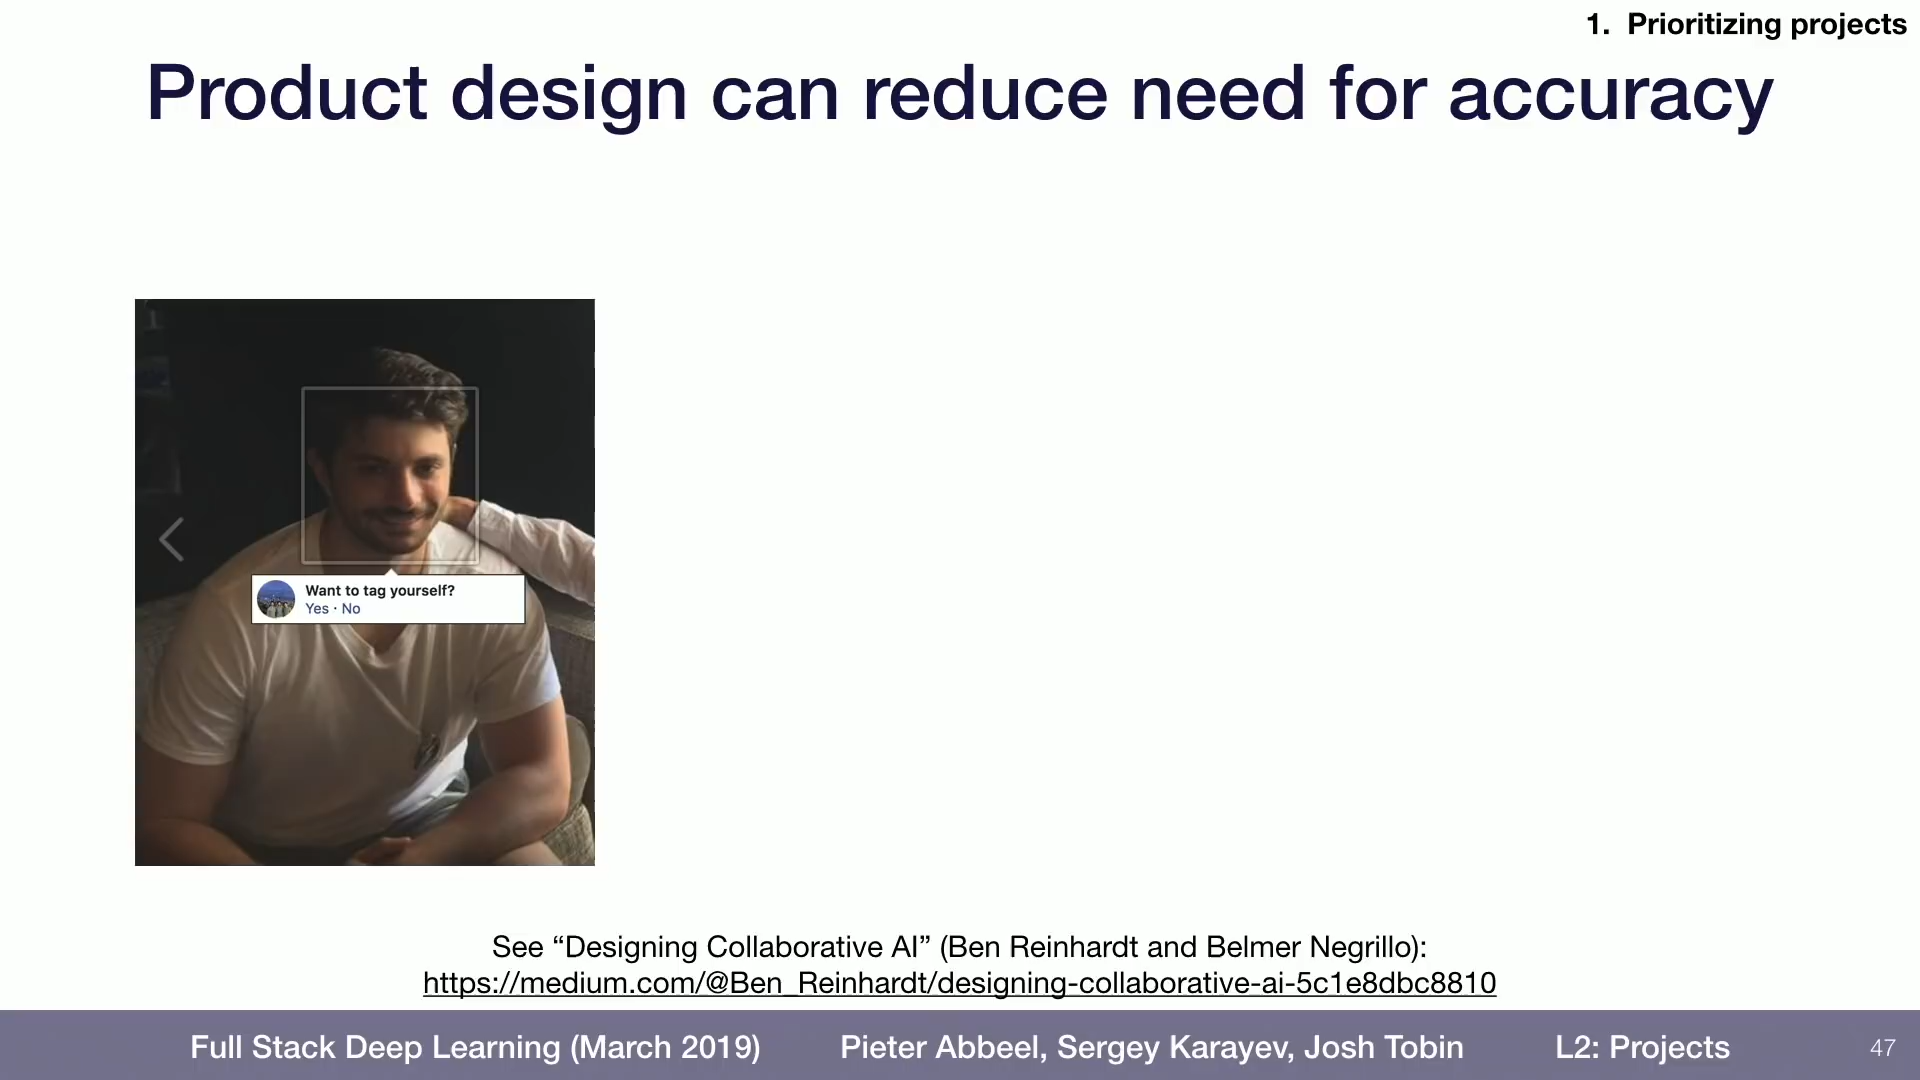 1. Prioritizing projects
Product design can reduce need for accuracy
Want to tag yourself?
Yes · No
See “Designing Collaborative AI” (Ben Reinhardt and Belmer Negrillo):
https://medium.com/@Ben_Reinhardt/designing-collaborative-ai-5c1e8dbc8810
Full Stack Deep Learning (March 2019) Pieter Abbeel, Sergey Karayev, Josh Tobin L2: Projects 47